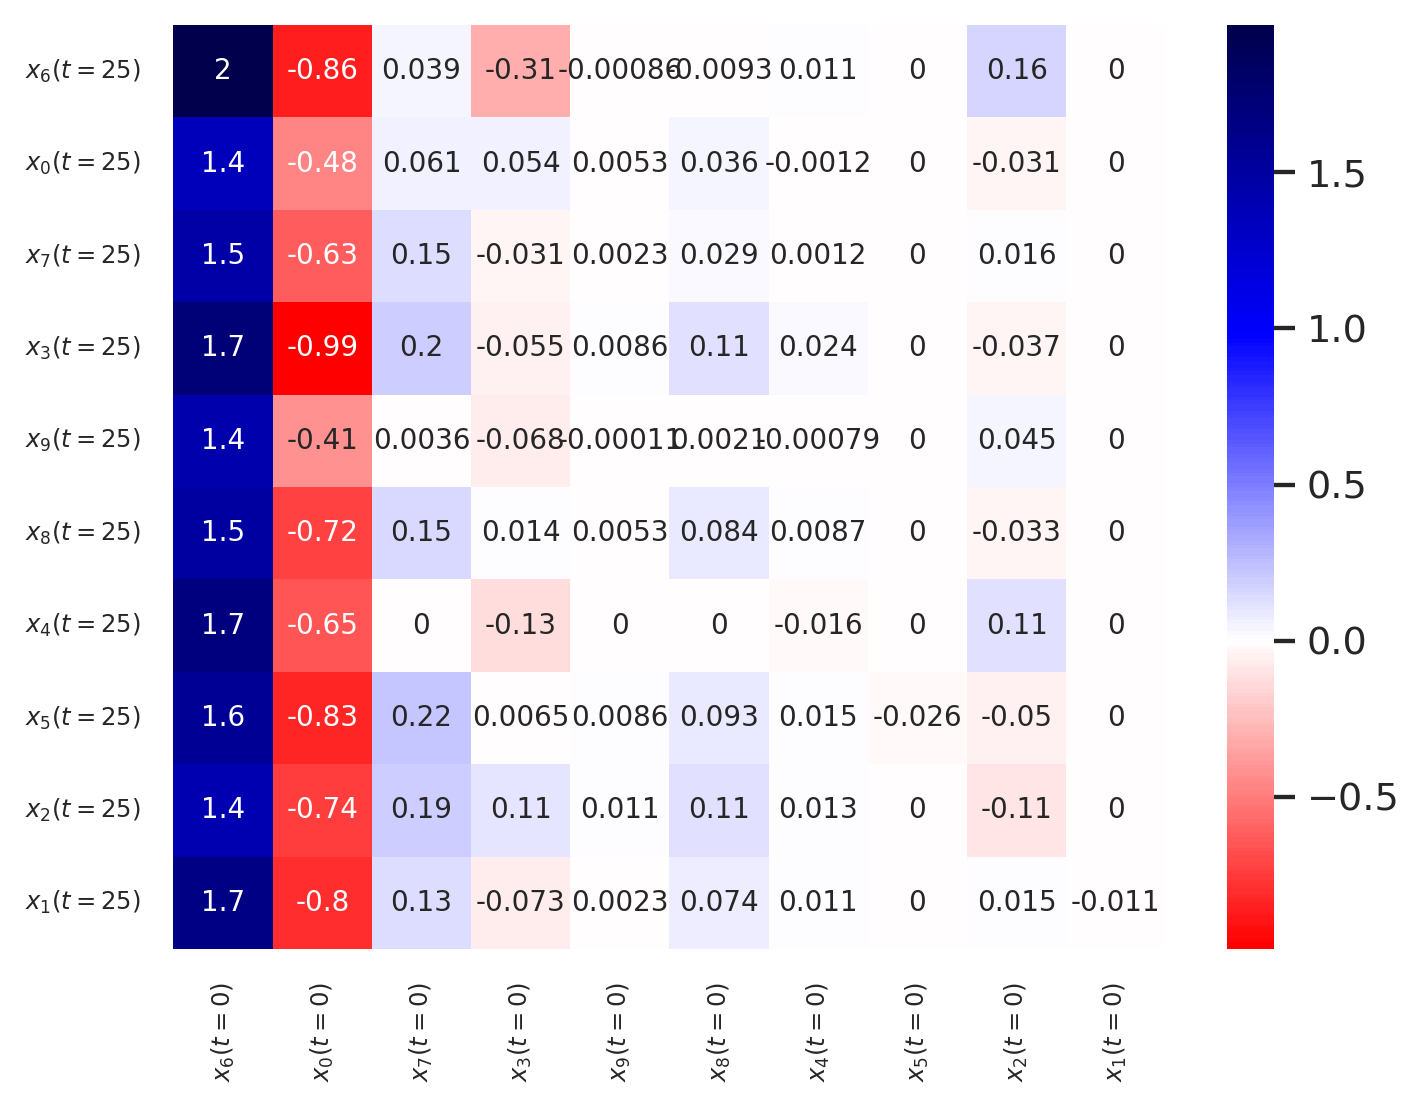 x₆(t = 25) 2 -0.86 0.039 -0.31 -0.00086 -0.0093 0.011 0 0.16 0
x₀(t = 25) 1.4 -0.48 0.061 0.054 0.0053 0.036 -0.0012 0 -0.031 0
x₇(t = 25) 1.5 -0.63 0.15 -0.031 0.0023 0.029 0.0012 0 0.016 0
x₃(t = 25) 1.7 -0.99 0.2 -0.055 0.0086 0.11 0.024 0 -0.037 0
x₉(t = 25) 1.4 -0.41 0.0036 -0.068 -0.00011 0.0021 -0.00079 0 0.045 0
x₈(t = 25) 1.5 -0.72 0.15 0.014 0.0053 0.084 0.0087 0 -0.033 0
x₄(t = 25) 1.7 -0.65 0 -0.13 0 0 -0.016 0 0.11 0
x₅(t = 25) 1.6 -0.83 0.22 0.0065 0.0086 0.093 0.015 -0.026 -0.05 0
x₂(t = 25) 1.4 -0.74 0.19 0.11 0.011 0.11 0.013 0 -0.11 0
x₁(t = 25) 1.7 -0.8 0.13 -0.073 0.0023 0.074 0.011 0 0.015 -0.011
x₆(t = 0)
x₀(t = 0)
x₇(t = 0)
x₃(t = 0)
x₉(t = 0)
x₈(t = 0)
x₄(t = 0)
x₅(t = 0)
x₂(t = 0)
x₁(t = 0)
1.5
1.0
0.5
0.0
−0.5